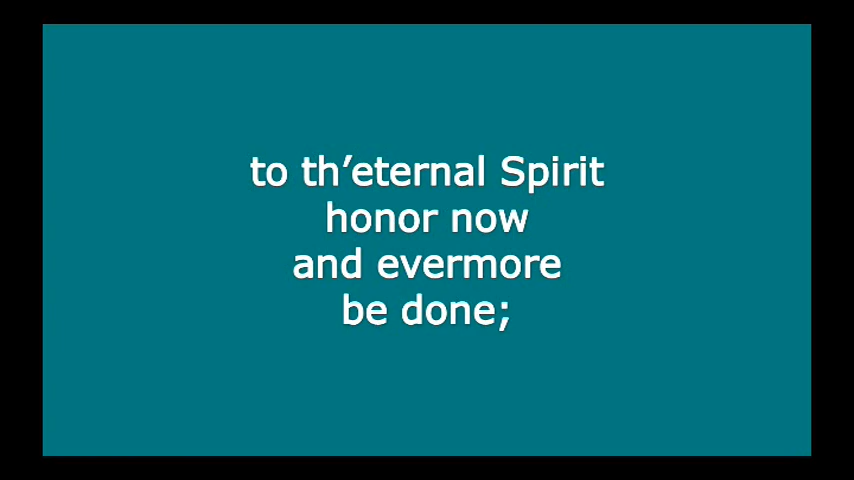 to th’eternal Spirit
honor now
and evermore
be done;